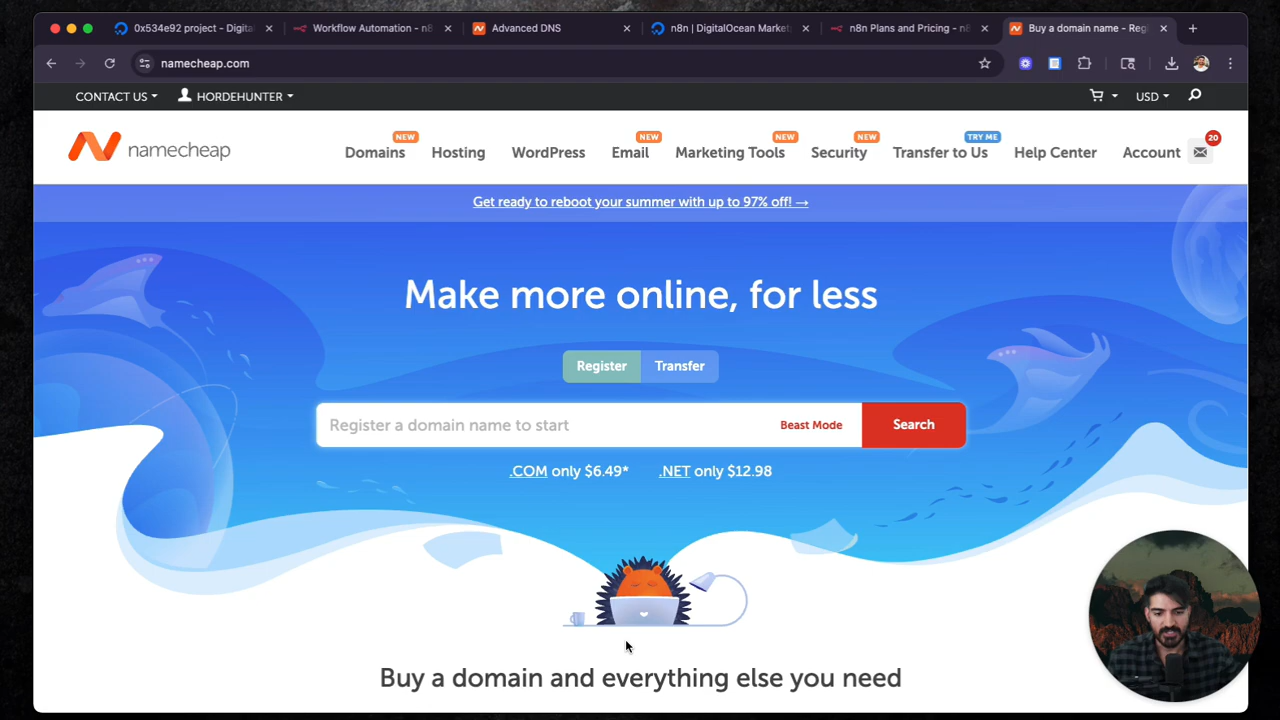 0x534e92 project - Digita
Workflow Automation - n8
Advanced DNS
n8n | DigitalOcean Market
n8n Plans and Pricing - n8
Buy a domain name - Reg
namecheap.com
CONTACT US
HORDEHUNTER
USD
namecheap
NEW
NEW
NEW
NEW
TRY ME
20
Domains
Hosting
WordPress
Email
Marketing Tools
Security
Transfer to Us
Help Center
Account
Get ready to reboot your summer with up to 97% off! →
Make more online, for less
Register
Transfer
Register a domain name to start
Beast Mode
Search
.COM only $6.49*
.NET only $12.98
Buy a domain and everything else you need